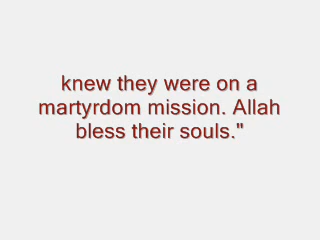 knew they were on a
martyrdom mission. Allah
bless their souls."